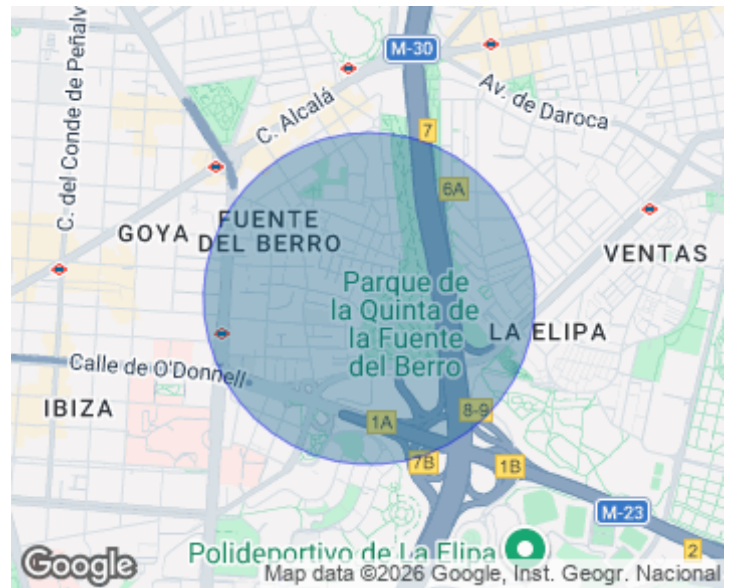 M-30
C. del Conde de Peñalv
C. Alcalá
Av. de Daroca
7
6A
GOYA
FUENTE
DEL BERRO
VENTAS
Parque de
la Quinta de
la Fuente
del Berro
LA ELIPA
Calle de O'Donnell
IBIZA
1A
8-9
7B
1B
M-23
2
Polideportivo de La Elipa
Google
Map data ©2026 Google, Inst. Geogr. Nacional